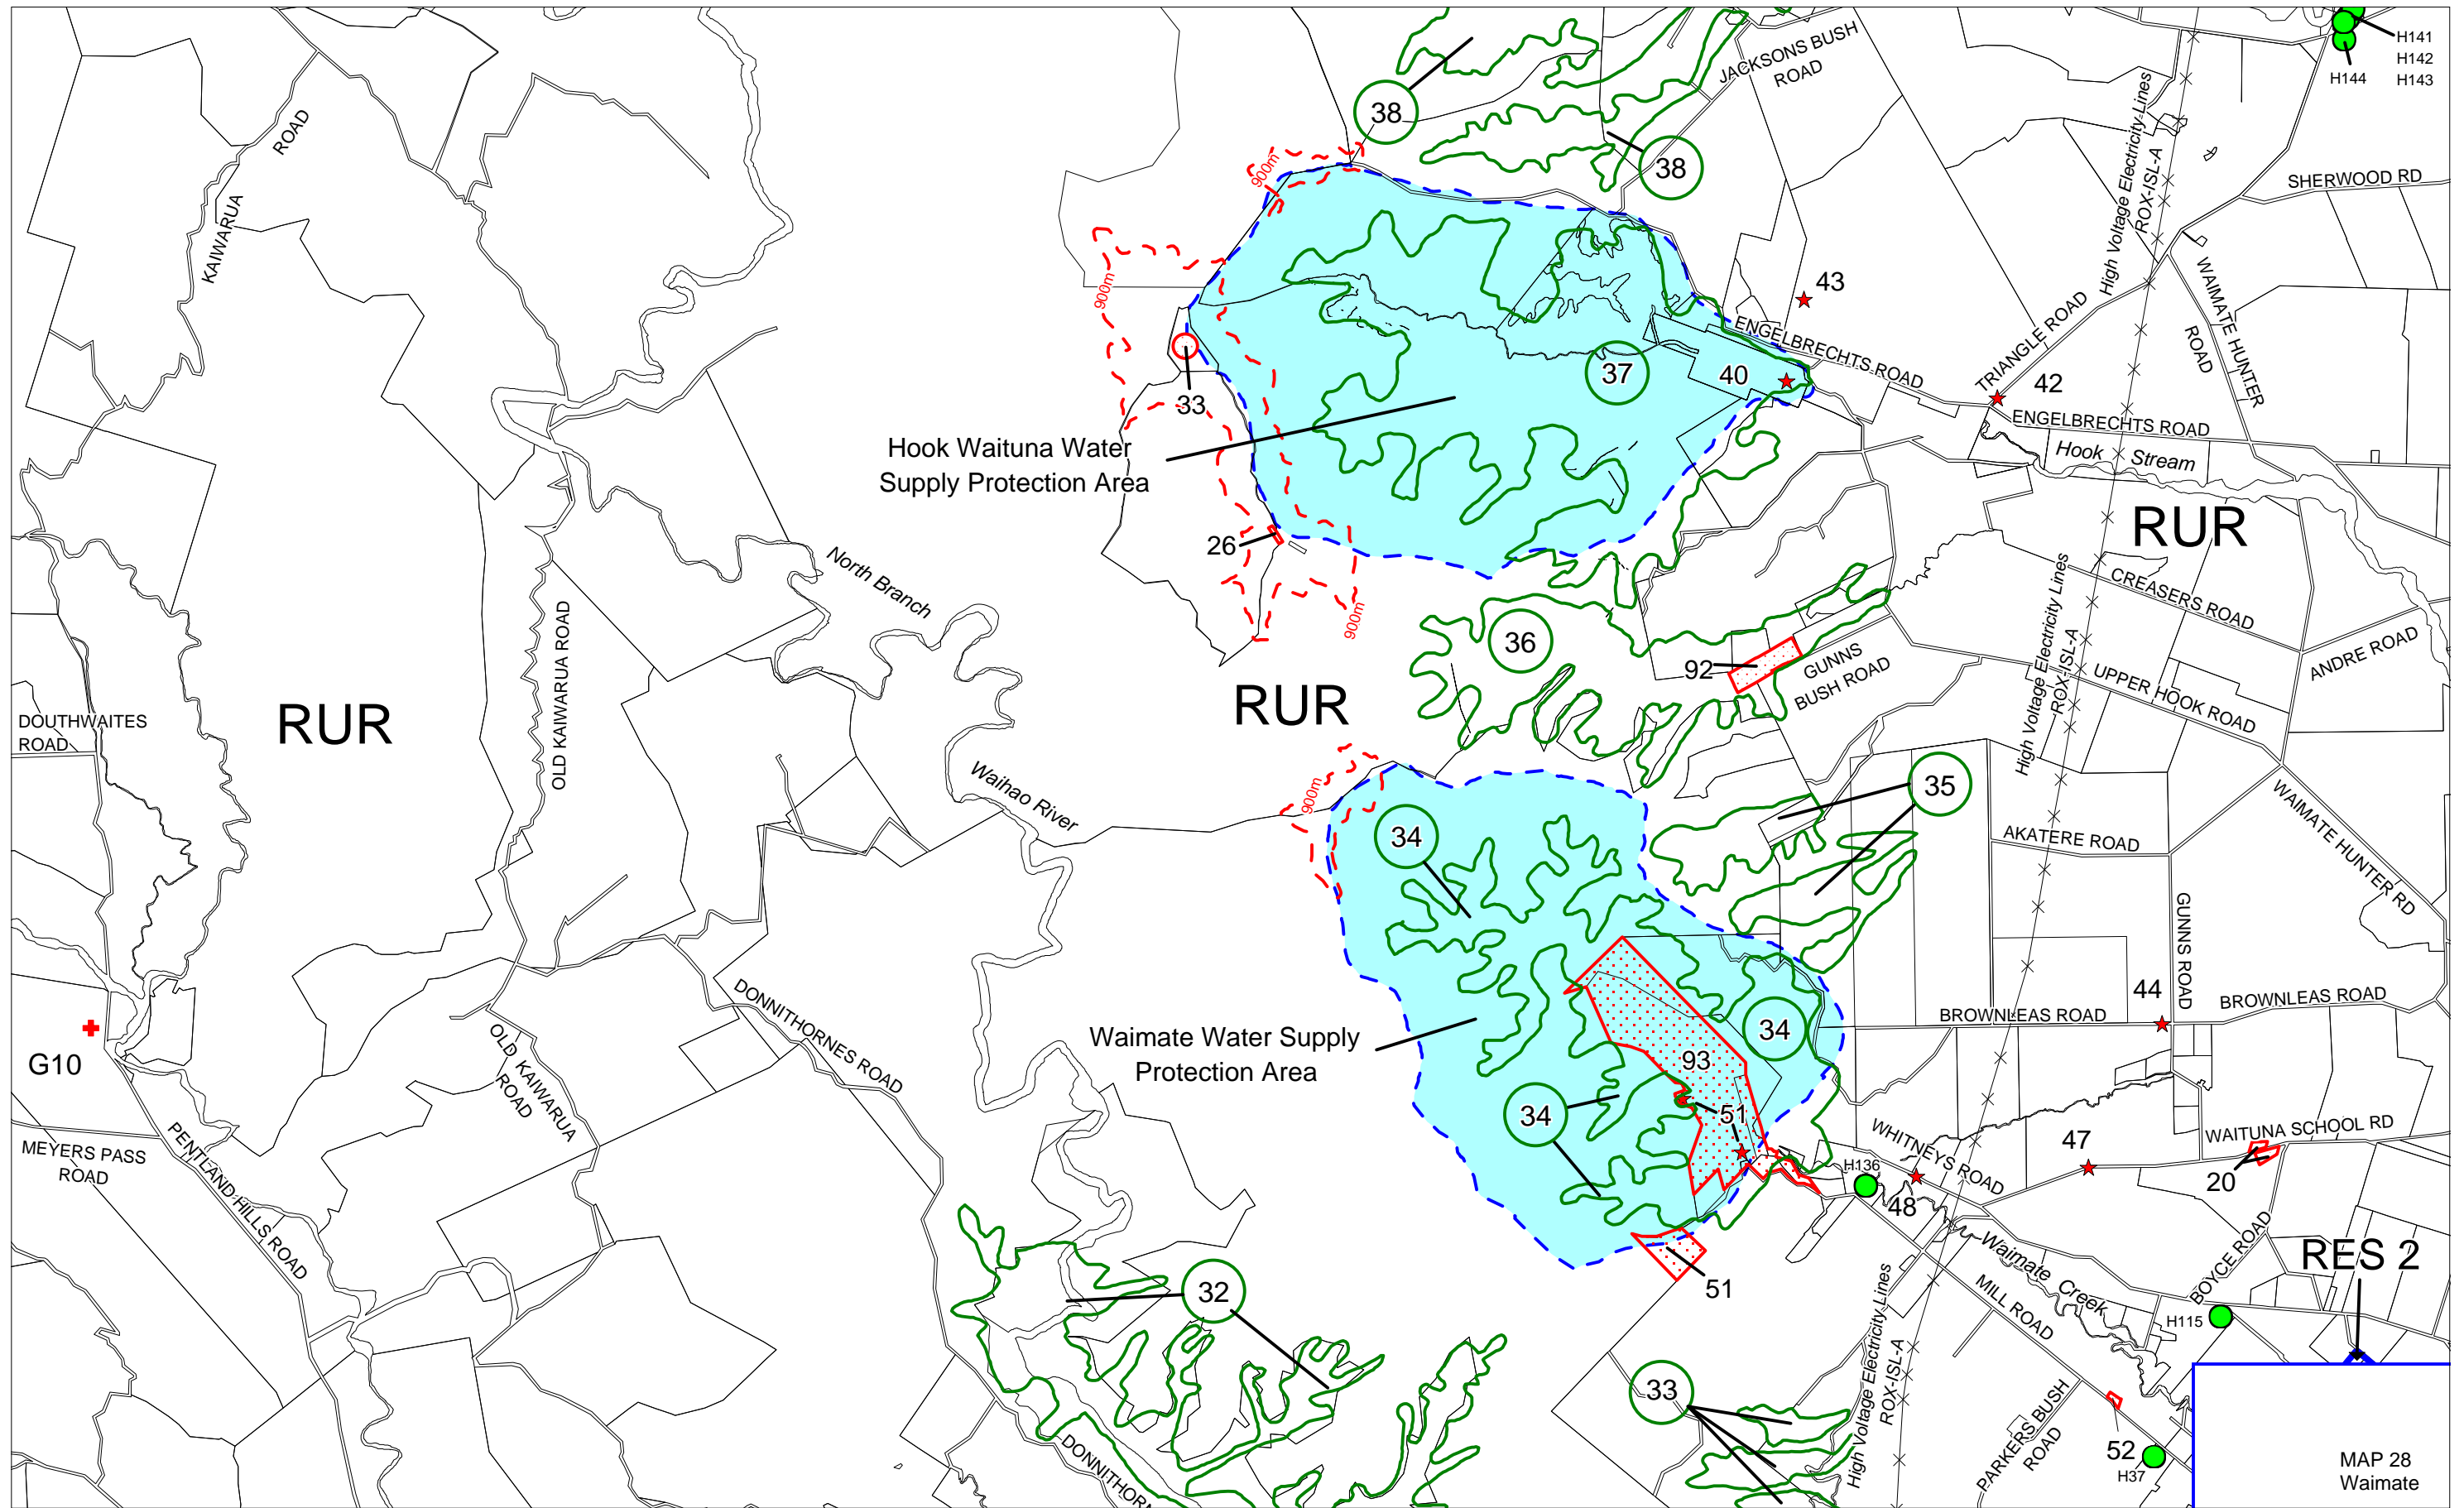 H141
H142
H143
H144
JACKSONS BUSH
ROAD
38
38
ROAD
KAIWARUA
900m
900m
High Voltage Electricity Lines
ROX-ISL-A
SHERWOOD RD
WAIMATE HUNTER
ROAD
43
ENGELBRECHTS ROAD
TRIANGLE ROAD
42
37
40
33
ENGELBRECHTS ROAD
Hook Stream
Hook Waituna Water
Supply Protection Area
RUR
26
North Branch
900m
36
92
GUNNS
BUSH ROAD
High Voltage Electricity Lines
ROX-ISL-A
CREASERS ROAD
ANDRE ROAD
UPPER HOOK ROAD
OLD KAIWARUA ROAD
RUR
RUR
DOUTHWAITES
ROAD
Waihao River
900m
34
35
AKATERE ROAD
WAIMATE HUNTER RD
GUNNS ROAD
44
BROWNLEAS ROAD
BROWNLEAS ROAD
DONNITHORNES ROAD
OLD KAIWARUA
ROAD
G10
Waimate Water Supply
Protection Area
34
93
34
51
MEYERS PASS
ROAD
PENTLAND HILLS ROAD
WHITNEYS ROAD
47
WAITUNA SCHOOL RD
H136
48
20
51
Waimate Creek
BOYCE ROAD
RES 2
MILL ROAD
H115
32
High Voltage Electricity Lines
ROX-ISL-A
33
PARKERS BUSH
ROAD
52
H37
DONNITHORN
MAP 28
Waimate